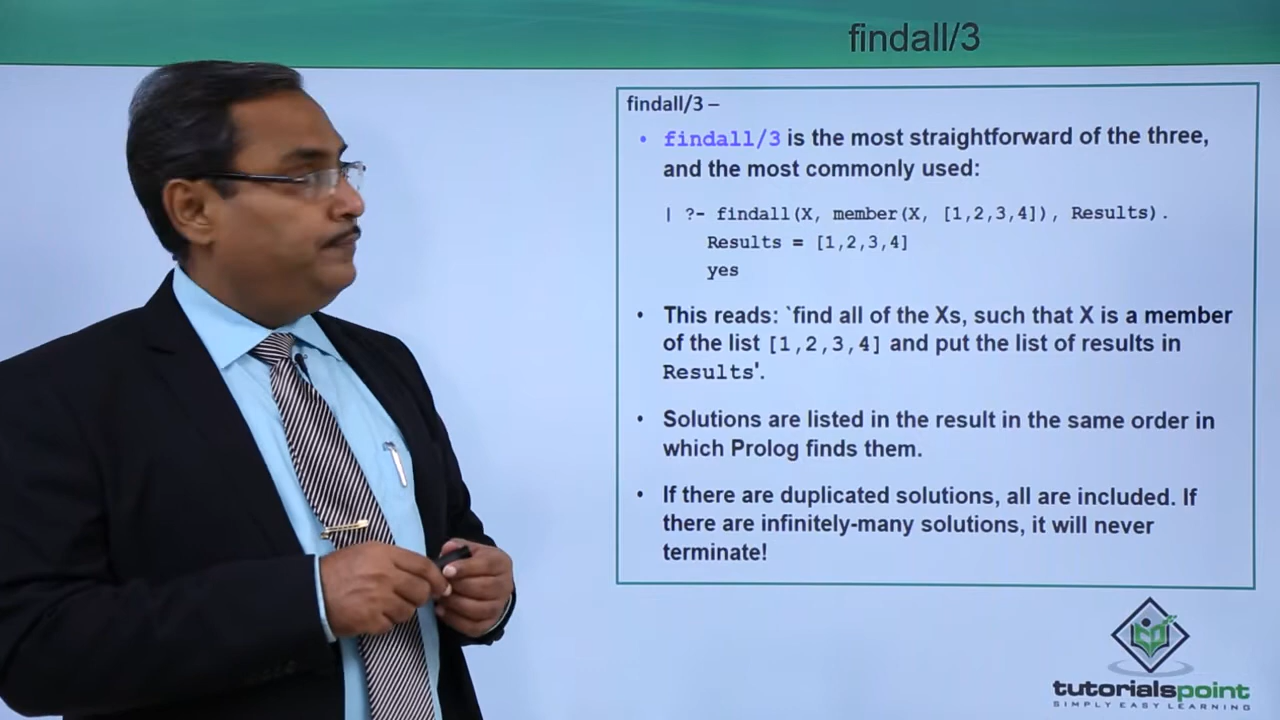 findall/3
findall/3 –
• findall/3 is the most straightforward of the three,
and the most commonly used:
| ?- findall(X, member(X, [1,2,3,4]), Results).
Results = [1,2,3,4]
yes
• This reads: `find all of the Xs, such that X is a member
of the list [1,2,3,4] and put the list of results in
Results'.
• Solutions are listed in the result in the same order in
which Prolog finds them.
• If there are duplicated solutions, all are included. If
there are infinitely-many solutions, it will never
terminate!
tutorialspoint
SIMPLY EASY LEARNING